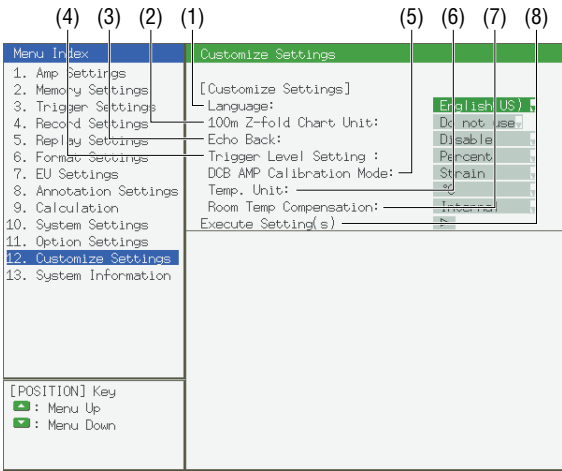 (4) (3) (2) (1) (5) (6) (7) (8)
Menu Index
1. Amp Settings
2. Memory Settings
3. Trigger Settings
4. Record Settings
5. Replay Settings
6. Format Settings
7. EU Settings
8. Annotation Settings
9. Calculation
10. System Settings
11. Option Settings
12. Customize Settings
13. System Information
[POSITION] Key
: Menu Up
: Menu Down
Customize Settings
[Customize Settings]
Language: English(US)
100m Z-fold Chart Unit: Do not use
Echo Back: Disable
Trigger Level Setting : Percent
DCB AMP Calibration Mode: Strain
Temp. Unit: °C
Room Temp Compensation: Internal
Execute Setting(s)